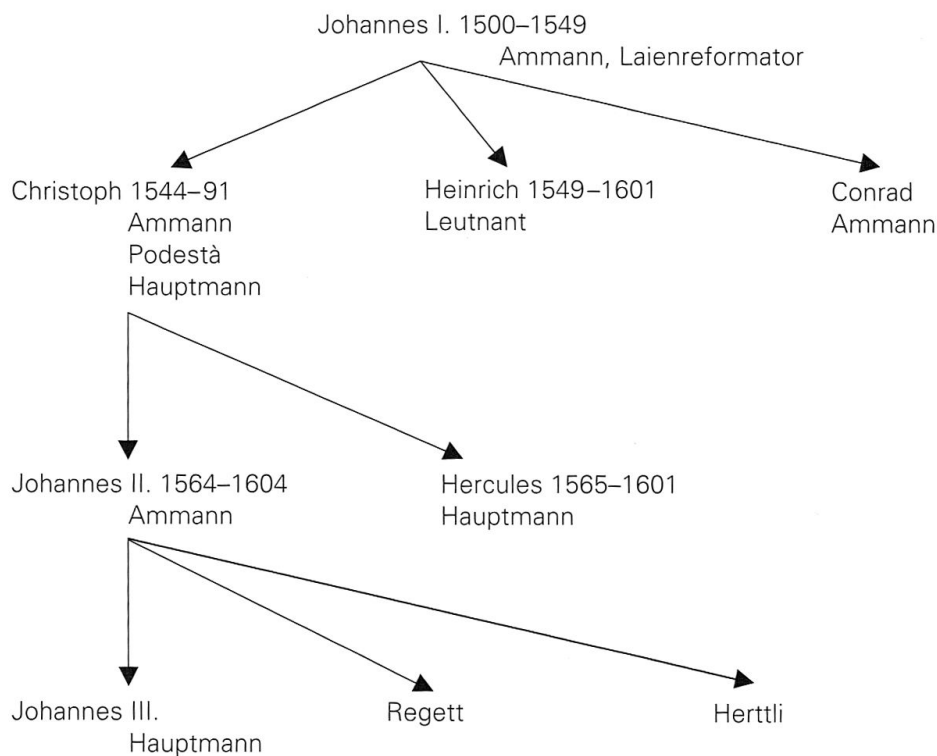 Johannes I. 1500–1549
Ammann, Laienreformator
Christoph 1544–91
Ammann
Podestà
Hauptmann
Heinrich 1549–1601
Leutnant
Conrad
Ammann
Johannes II. 1564–1604
Ammann
Hercules 1565–1601
Hauptmann
Johannes III.
Hauptmann
Regett
Herttli